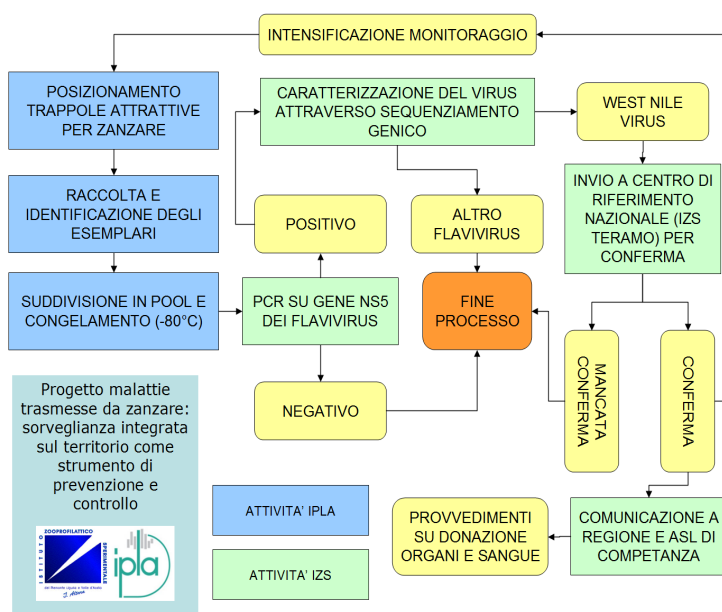 INTENSIFICAZIONE MONITORAGGIO
POSIZIONAMENTO
TRAPPOLE ATTRATTIVE
PER ZANZARE
CARATTERIZZAZIONE DEL VIRUS
ATTRAVERSO SEQUENZIAMENTO
GENICO
WEST NILE
VIRUS
RACCOLTA E
IDENTIFICAZIONE DEGLI
ESEMPLARI
POSITIVO
ALTRO
FLAVIVIRUS
INVIO A CENTRO DI
RIFERIMENTO
NAZIONALE (IZS
TERAMO) PER
CONFERMA
SUDDIVISIONE IN POOL E
CONGELAMENTO (-80°C)
PCR SU GENE NS5
DEI FLAVIVIRUS
FINE
PROCESSO
MANCATA
CONFERMA
CONFERMA
NEGATIVO
Progetto malattie
trasmesse da zanzare:
sorveglianza integrata
sul territorio come
strumento di
prevenzione e
controllo
ISTITUTO
ZOOPROFILATTICO
SPERIMENTALE
ipla
ATTIVITA' IPLA
ATTIVITA' IZS
PROVVEDIMENTI
SU DONAZIONE
ORGANI E SANGUE
COMUNICAZIONE A
REGIONE E ASL DI
COMPETANZA